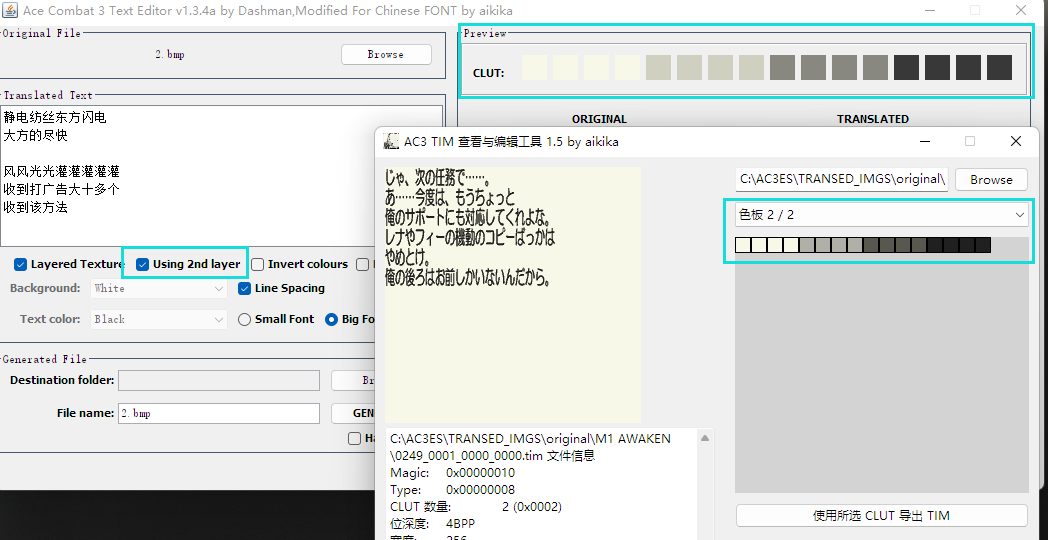 Ace Combat 3 Text Editor v1.3.4a by Dashman,Modified For Chinese FONT by aikika
Original File
2.bmp
Browse
Translated Text
静电纺丝东方闪电
大方的尽快
风风光光灌灌灌灌灌
收到打广告大十多个
收到该方法
Layered Texture
Using 2nd layer
Invert colours
Background:
White
Line Spacing
Text color:
Black
Small Font
Big Fo
Generated File
Destination folder:
Br
File name:
2.bmp
GEN
Ha
Preview
CLUT:
ORIGINAL
TRANSLATED
AC3 TIM 查看与编辑工具 1.5 by aikika
じゃ、次の任務で……。
あ……今度は、もうちょっと
俺のサポートにも対応してくれよな。
レナやフィーの機動のコピーばっかは
やめとけ。
俺の後ろはお前しかいないんだから。
C:\AC3ES\TRANSED_IMGS\original\
Browse
色板 2 / 2
C:\AC3ES\TRANSED_IMGS\original\M1 AWAKEN
\0249_0001_0000_0000.tim 文件信息
Magic: 0x00000010
Type: 0x00000008
CLUT 数量: 2 (0x0002)
位深度: 4BPP
宽度: 256
使用所选 CLUT 导出 TIM